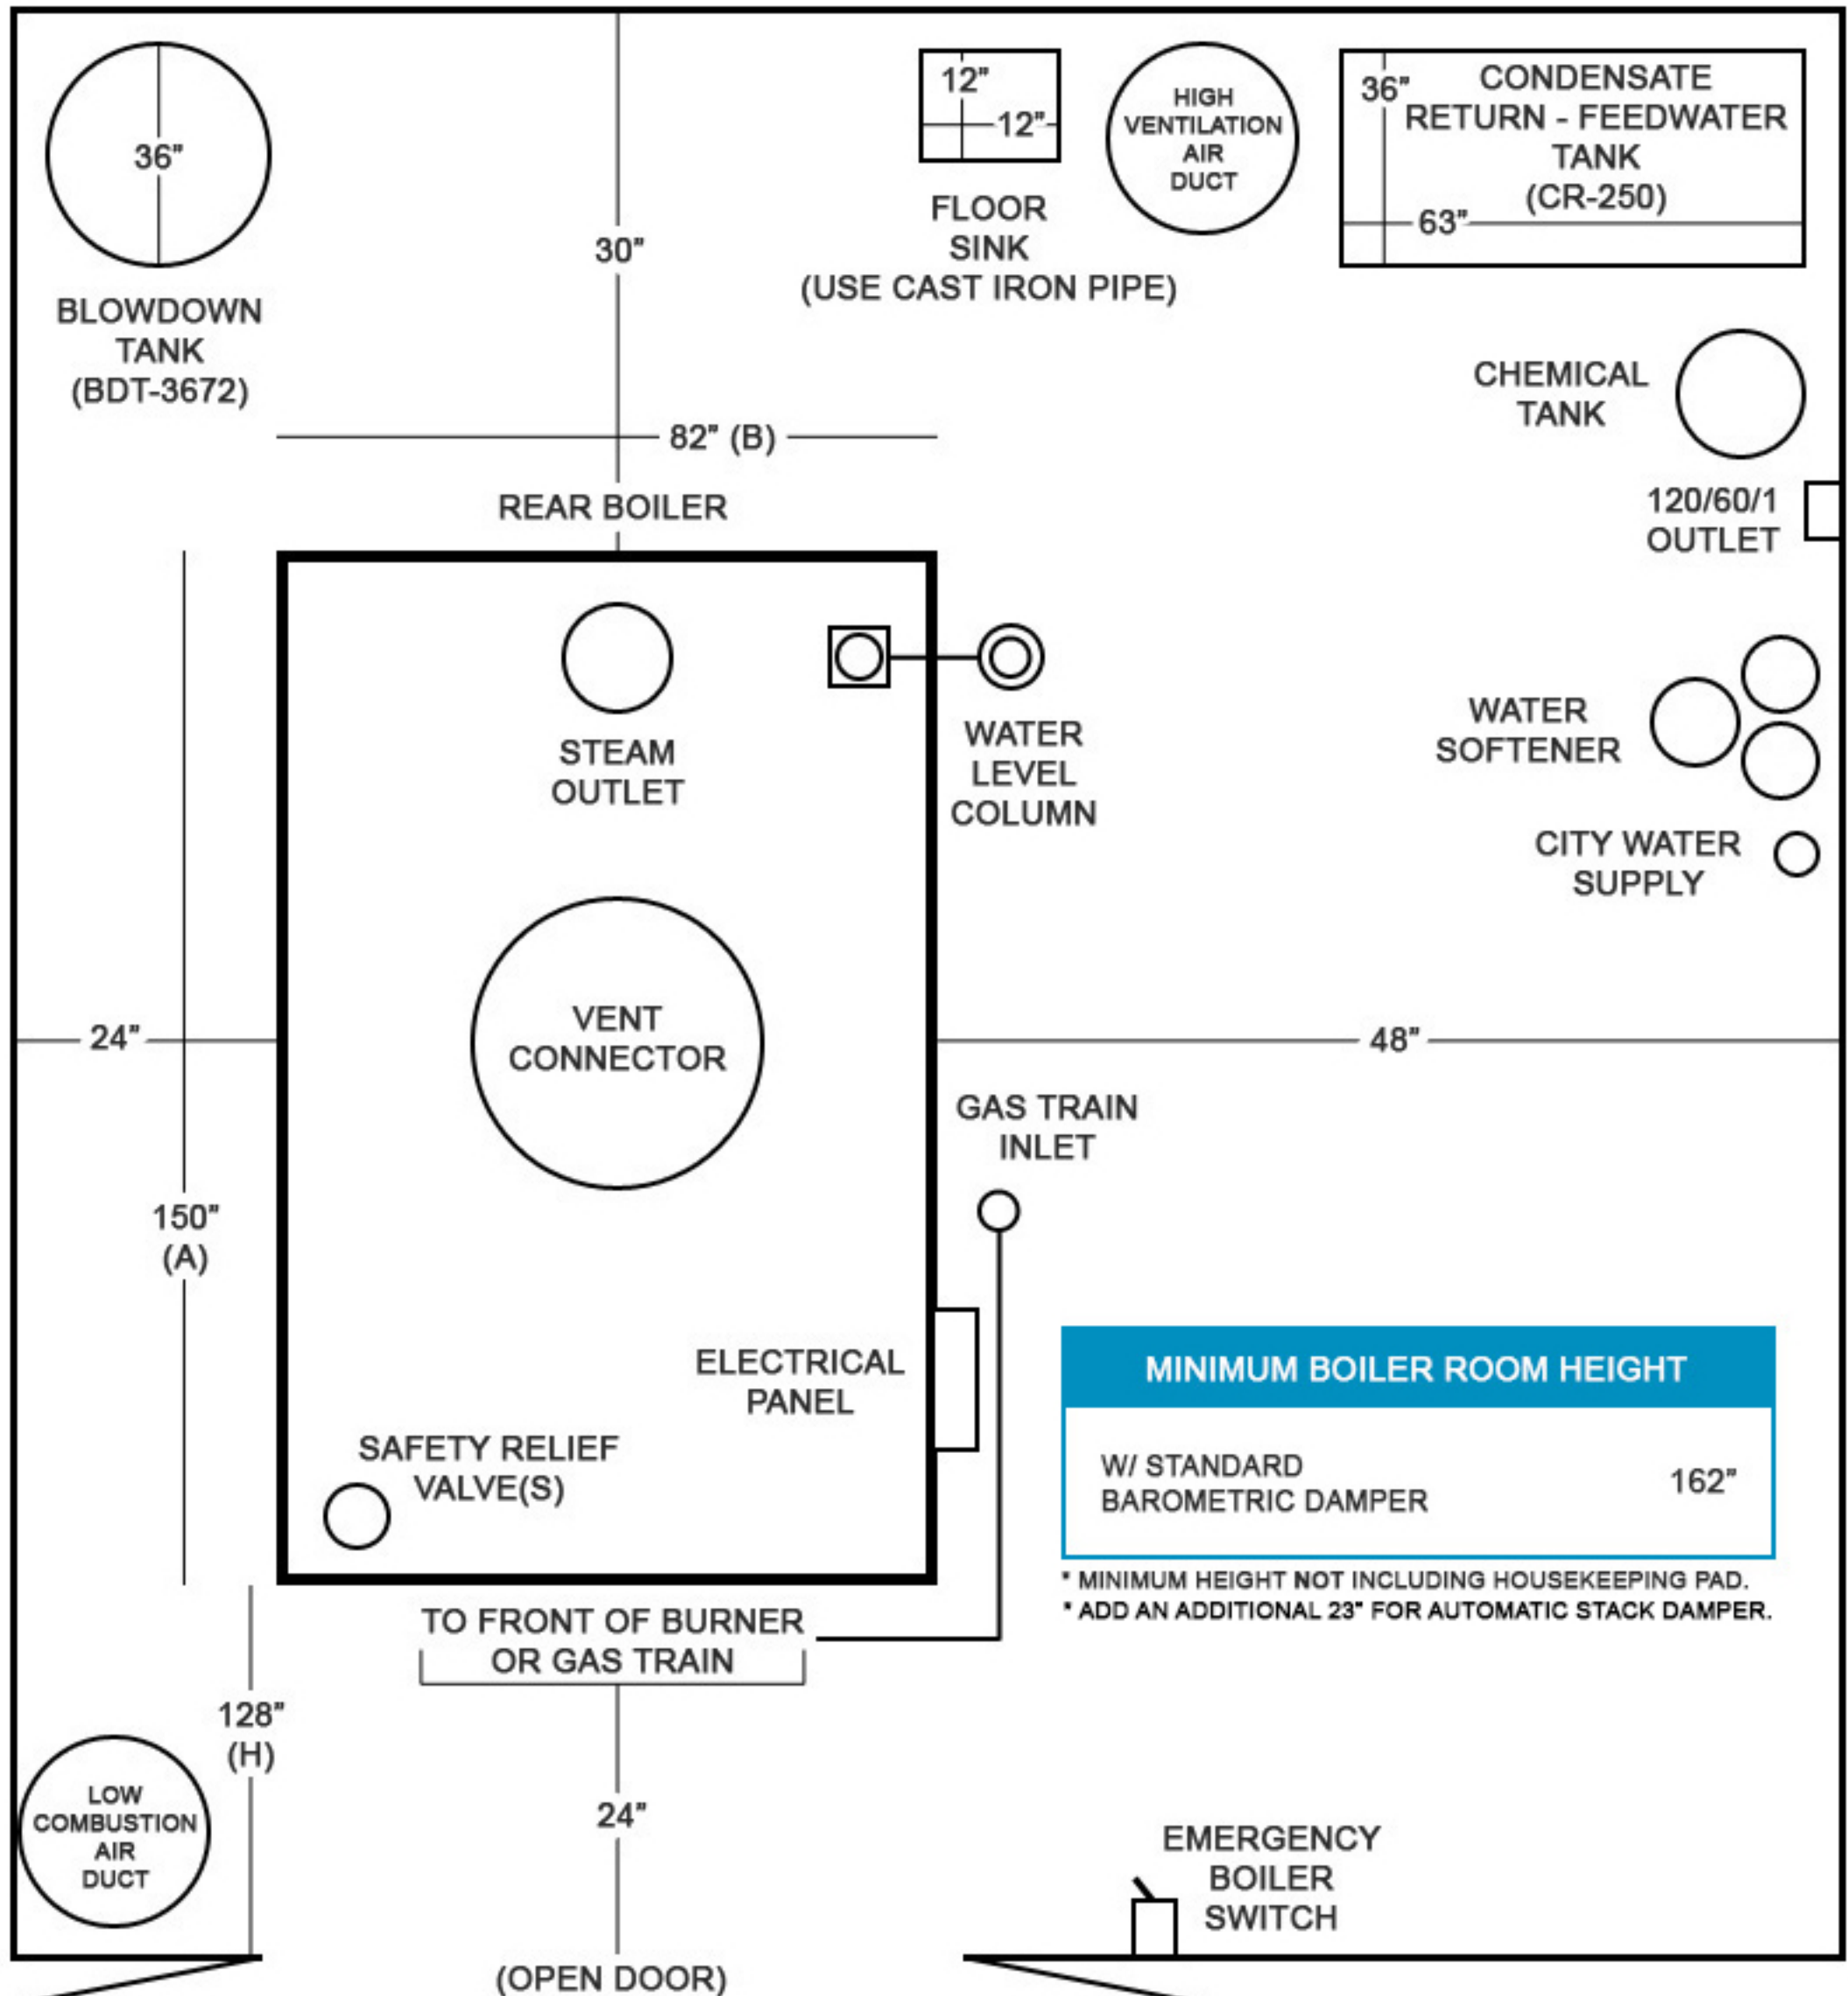 36”
BLOWDOWN
TANK
(BDT-3672)
30”
12”
12”
FLOOR
SINK
(USE CAST IRON PIPE)
HIGH
VENTILATION
AIR
DUCT
36”
CONDENSATE
RETURN - FEEDWATER
TANK
(CR-250)
63”
CHEMICAL
TANK
120/60/1
OUTLET
82” (B)
REAR BOILER
STEAM
OUTLET
WATER
LEVEL
COLUMN
WATER
SOFTENER
CITY WATER
SUPPLY
24”
VENT
CONNECTOR
48”
150”
(A)
GAS TRAIN
INLET
ELECTRICAL
PANEL
SAFETY RELIEF
VALVE(S)
MINIMUM BOILER ROOM HEIGHT
W/ STANDARD
BAROMETRIC DAMPER
162”
* MINIMUM HEIGHT NOT INCLUDING HOUSEKEEPING PAD.
* ADD AN ADDITIONAL 23" FOR AUTOMATIC STACK DAMPER.
TO FRONT OF BURNER
OR GAS TRAIN
128”
(H)
LOW
COMBUSTION
AIR
DUCT
24”
EMERGENCY
BOILER
SWITCH
(OPEN DOOR)